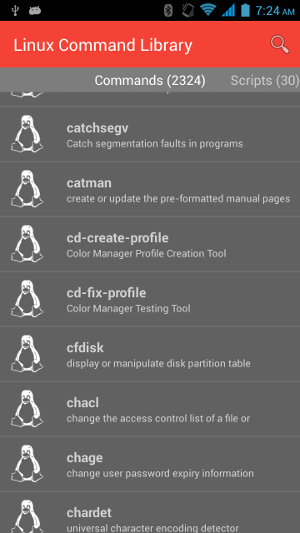 7:24 AM
Linux Command Library
Commands (2324)
Scripts (30)
catchsegv
Catch segmentation faults in programs
catman
create or update the pre-formatted manual pages
cd-create-profile
Color Manager Profile Creation Tool
cd-fix-profile
Color Manager Testing Tool
cfdisk
display or manipulate disk partition table
chacl
change the access control list of a file or
chage
change user password expiry information
chardet
universal character encoding detector